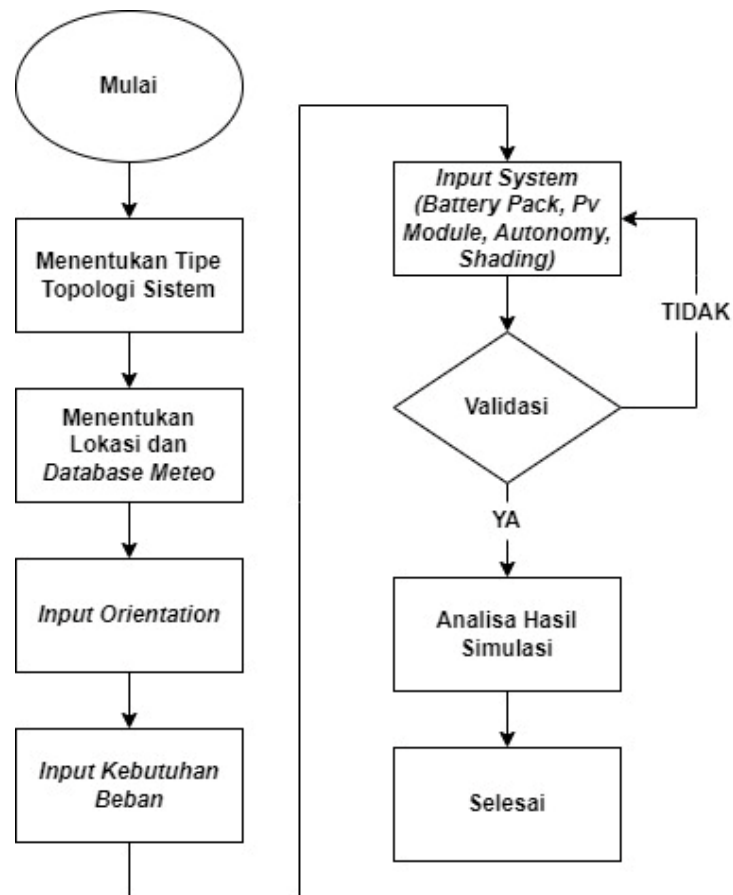 Mulai
Menentukan Tipe
Topologi Sistem
Menentukan
Lokasi dan
Database Meteo
Input Orientation
Input Kebutuhan
Beban
Input System
(Battery Pack, Pv
Module, Autonomy,
Shading)
TIDAK
Validasi
YA
Analisa Hasil
Simulasi
Selesai